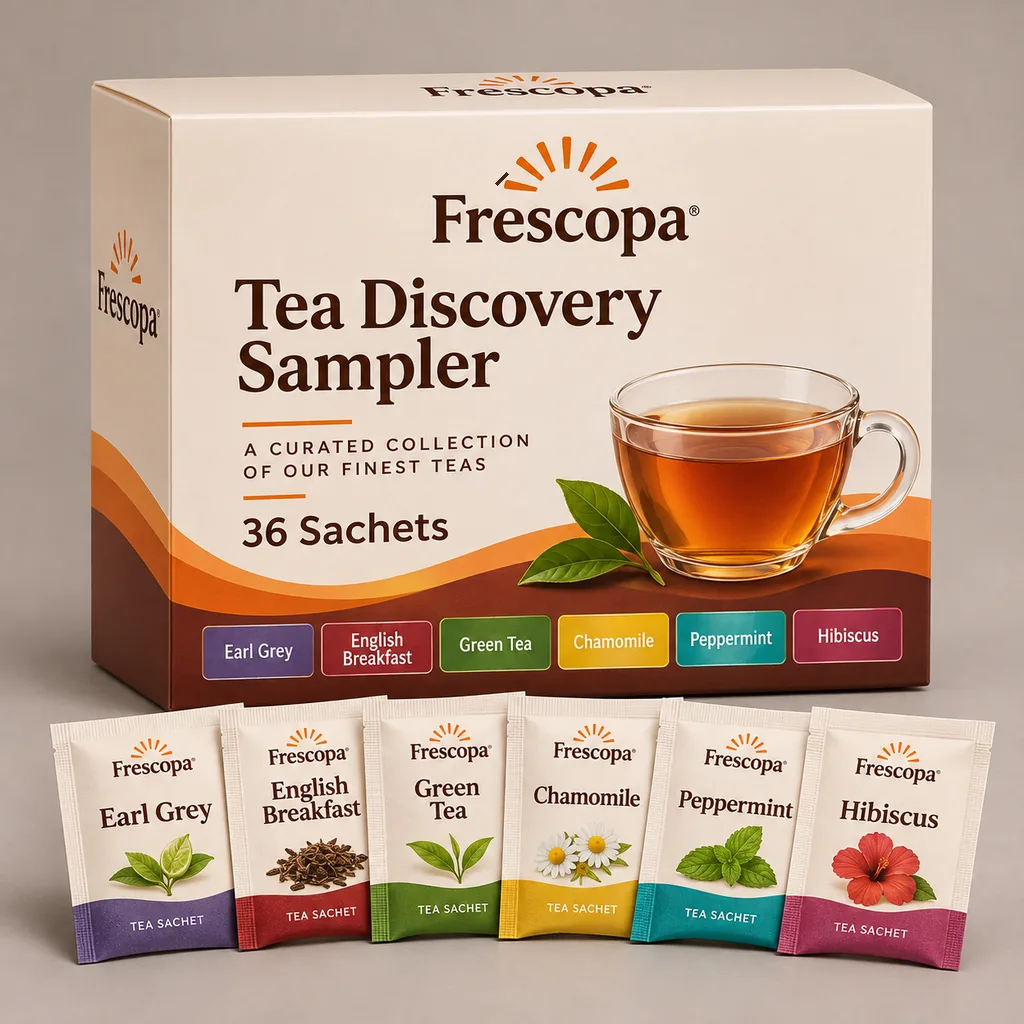 Frescopa®
Frescopa®
Frescopa®
Tea Discovery
Sampler
A CURATED COLLECTION
OF OUR FINEST TEAS
36 Sachets
Earl Grey
English
Breakfast
Green Tea
Chamomile
Peppermint
Hibiscus
Frescopa®
Earl Grey
TEA SACHET
Frescopa®
English
Breakfast
TEA SACHET
Frescopa®
Green
Tea
TEA SACHET
Frescopa®
Chamomile
TEA SACHET
Frescopa®
Peppermint
TEA SACHET
Frescopa®
Hibiscus
TEA SACHET